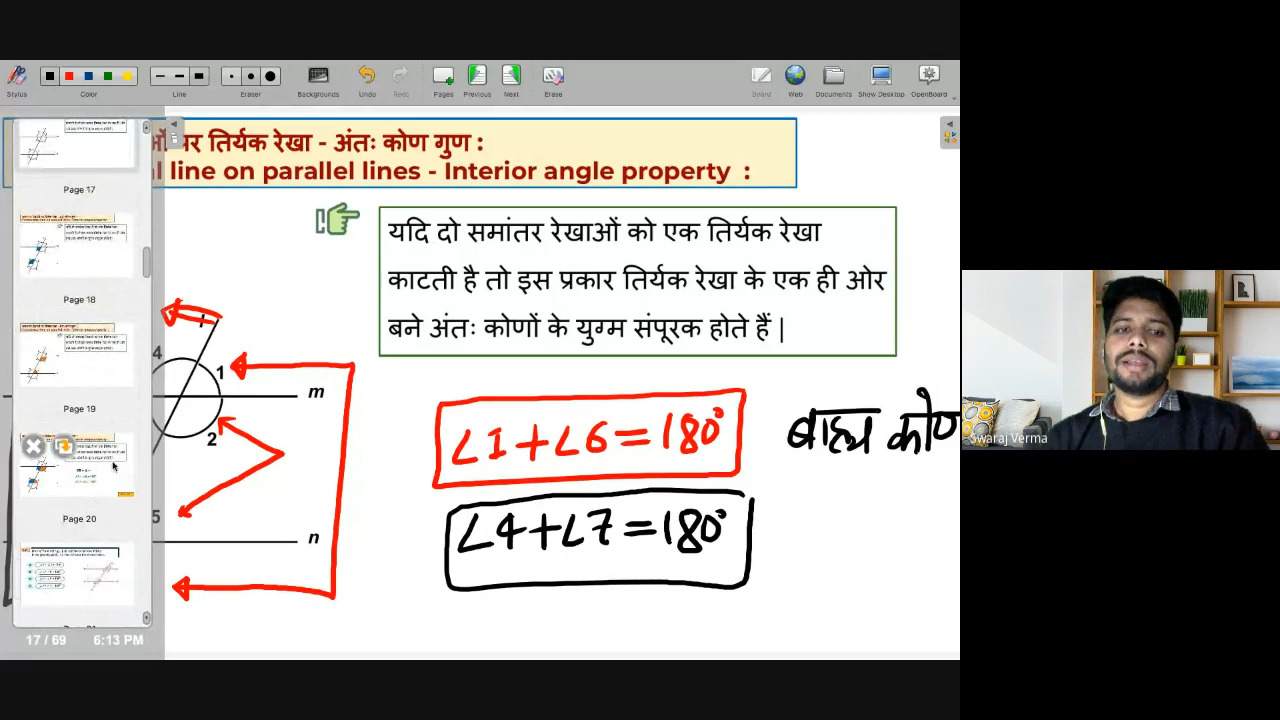 Stylus
Color
Line
Eraser
Backgrounds
Undo
Redo
Pages
Previous
Next
Erase
Board
Web
Documents
Show Desktop
OpenBoard
पर तिर्यक रेखा - अंतः कोण गुण :
l line on parallel lines - Interior angle property :
Page 17
Page 18
Page 19
Page 20
17 / 69 6:13 PM
यदि दो समांतर रेखाओं को एक तिर्यक रेखा
काटती है तो इस प्रकार तिर्यक रेखा के एक ही ओर
बने अंतः कोणों के युग्म संपूरक होते हैं |
4
1
m
2
5
n
∠1+∠6=180°
∠4+∠7=180°
बाह्य कोण
Swaraj Verma